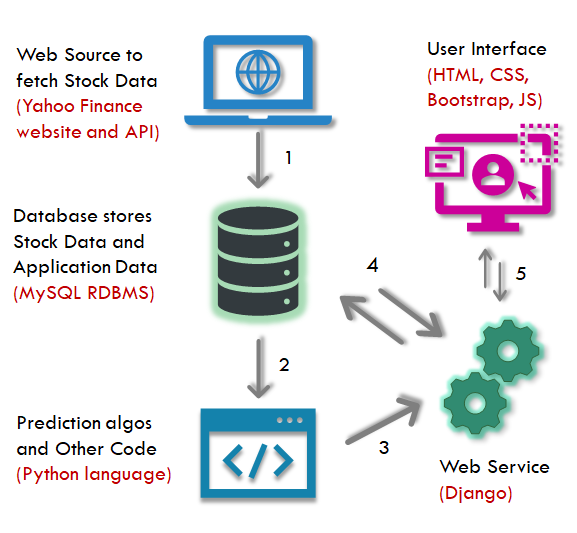 Web Source to
fetch Stock Data
(Yahoo Finance
website and API)
User Interface
(HTML, CSS,
Bootstrap, JS)
1
Database stores
Stock Data and
Application Data
(MySQL RDBMS)
4
5
2
Prediction algos
and Other Code
(Python language)
3
Web Service
(Django)